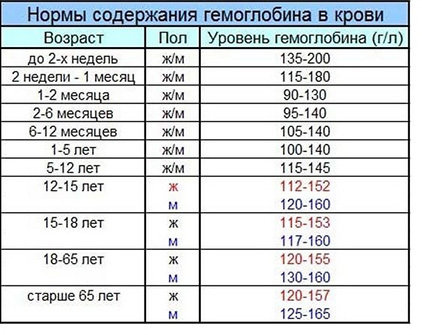 Нормы содержания гемоглобина в крови
Возраст Пол Уровень гемоглобина (г/л)
до 2-х недель ж/м 135-200
2 недели - 1 месяц ж/м 115-180
1-2 месяца ж/м 90-130
2-6 месяцев ж/м 95-140
6-12 месяцев ж/м 105-140
1-5 лет ж/м 100-140
5-12 лет ж/м 115-145
12-15 лет ж 112-152
м 120-160
15-18 лет ж 115-153
м 117-160
18-65 лет ж 120-155
м 130-160
старше 65 лет ж 120-157
м 125-165